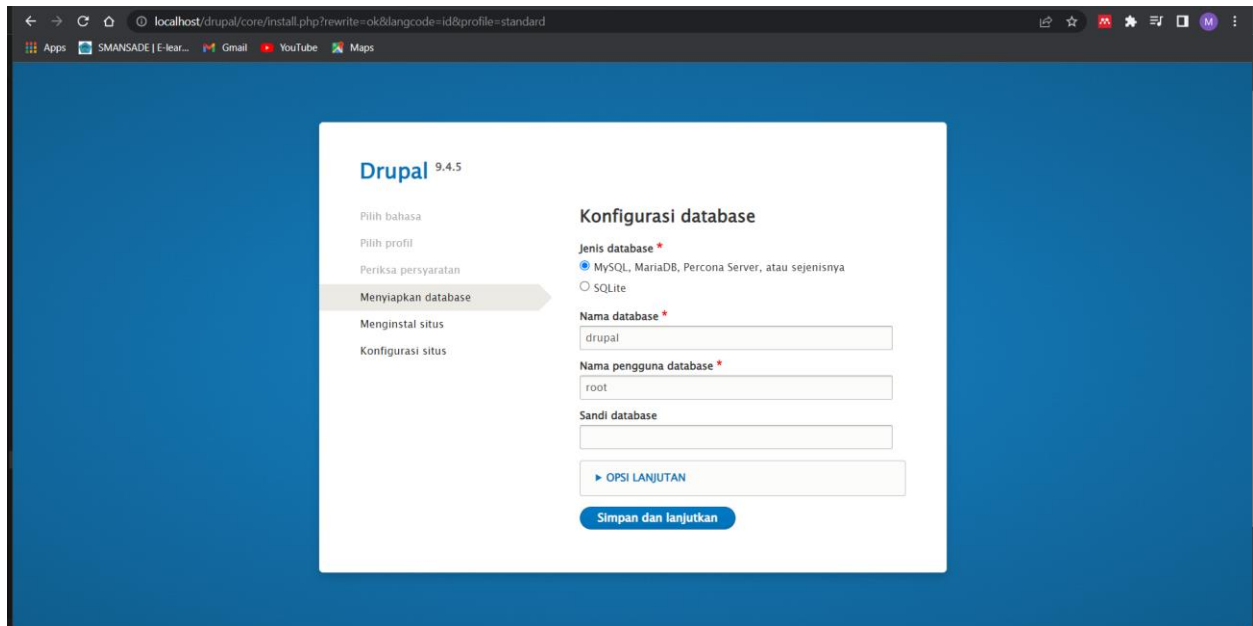 localhost/drupal/core/install.php?rewrite=ok&langcode=id&profile=standard
M
Apps SMANSADE | E-lear... Gmail YouTube Maps
Drupal 9.4.5
Pilih bahasa
Pilih profil
Periksa persyaratan
Menyiapkan database
Menginstal situs
Konfigurasi situs
Konfigurasi database
Jenis database *
MySQL, MariaDB, Percona Server, atau sejenisnya
SQLite
Nama database *
drupal
Nama pengguna database *
root
Sandi database
OPSI LANJUTAN
Simpan dan lanjutkan